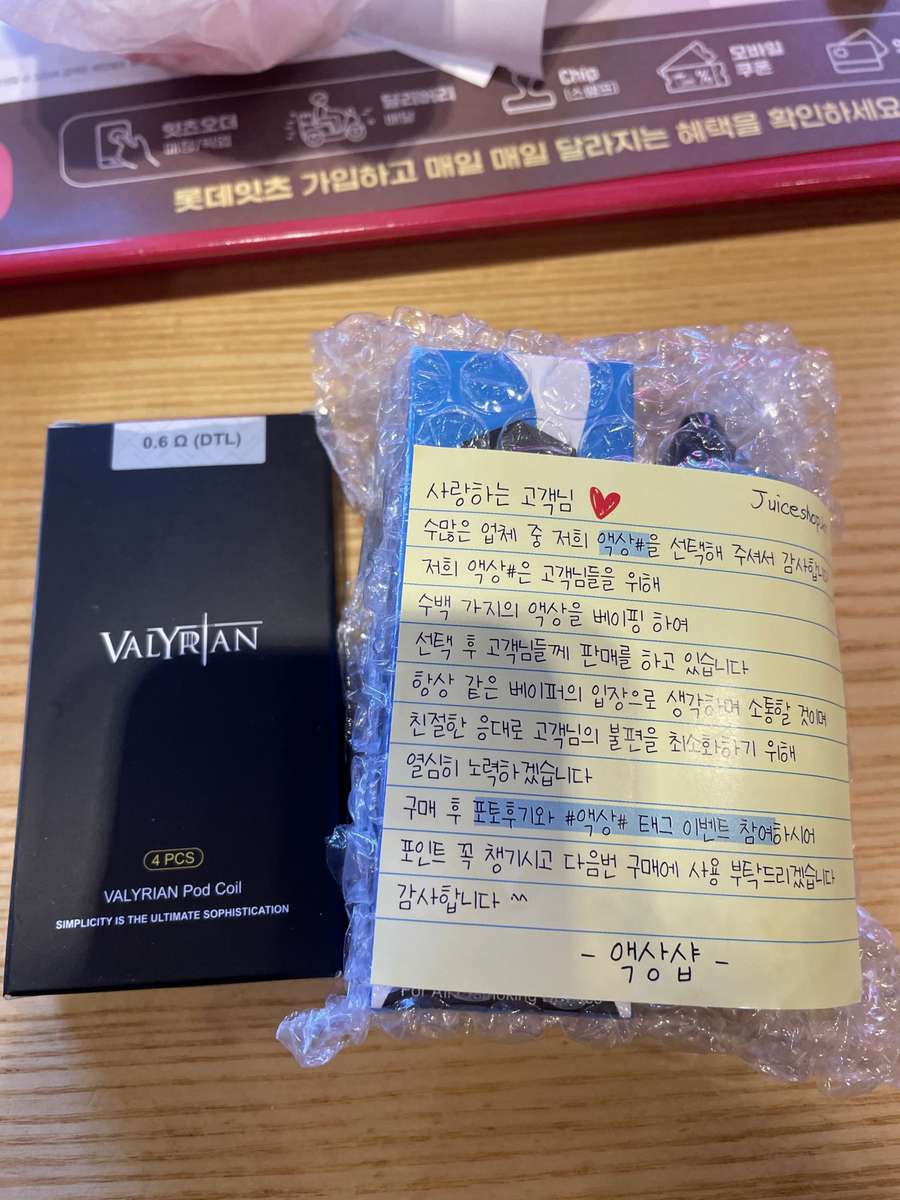 잇츠오더
매장/픽업
딜리버리
배달
Chip
(스탬프)
모바일
쿠폰
롯데잇츠 가입하고 매일 매일 달라지는 혜택을 확인하세요
0.6 Ω (DTL)
VALYRIAN
4 PCS
VALYRIAN Pod Coil
SIMPLICITY IS THE ULTIMATE SOPHISTICATION
사랑하는 고객님 ♥
수많은 업체 중 저희 액상#을 선택해 주셔서 감사합니다
저희 액상#은 고객님들을 위해
수백 가지의 액상을 베이핑 하여
선택 후 고객님들께 판매를 하고 있습니다
항상 같은 베이퍼의 입장으로 생각하며 소통할 것이며
친절한 응대로 고객님의 불편을 최소화하기 위해
열심히 노력하겠습니다
구매 후 포토후기와 #액상# 태그 이벤트 참여하시어
포인트 꼭 챙기시고 다음번 구매에 사용 부탁드리겠습니다
감사합니다 ^^
- 액상샵 -